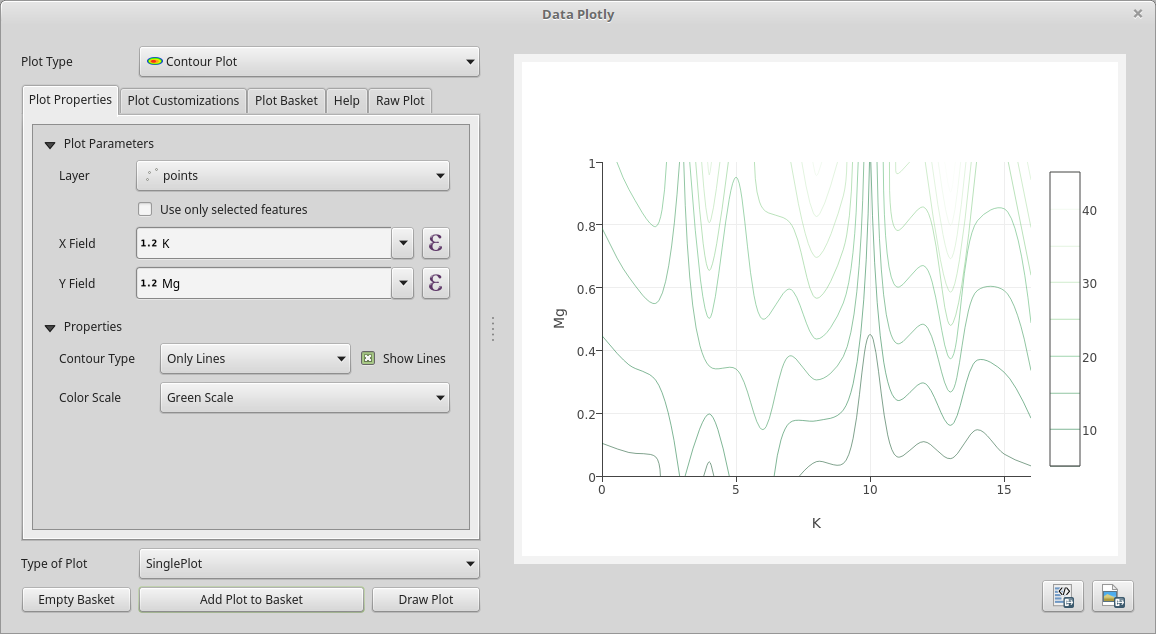 Data Plotly
Plot Type
Contour Plot
Plot Properties
Plot Customizations
Plot Basket
Help
Raw Plot
Plot Parameters
Layer
points
Use only selected features
X Field
1.2 K
ε
Y Field
1.2 Mg
ε
Properties
Contour Type
Only Lines
Show Lines
Color Scale
Green Scale
Type of Plot
SinglePlot
Empty Basket
Add Plot to Basket
Draw Plot
1
0.8
0.6
0.4
0.2
0
Mg
0
5
10
15
K
40
30
20
10